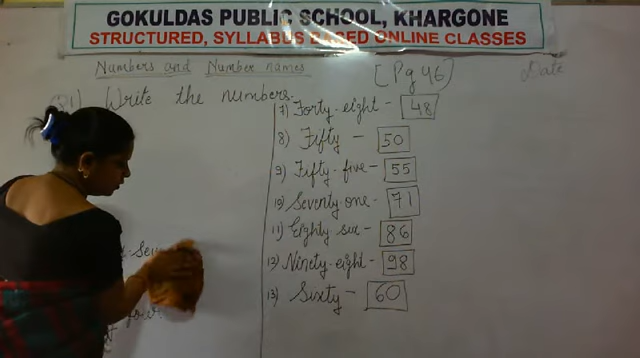 GOKULDAS PUBLIC SCHOOL, KHARGONE
STRUCTURED, SYLLABUS BASED ONLINE CLASSES
Numbers and Number names
[Pg 46)
Date
Q1) Write the numbers.
7) Forty-eight - 48
8) Fifty - 50
9) Fifty-five - 55
10) Seventy one - 71
11) Eighty six - 86
12) Ninety-eight - 98
13) Sixty - 60
four